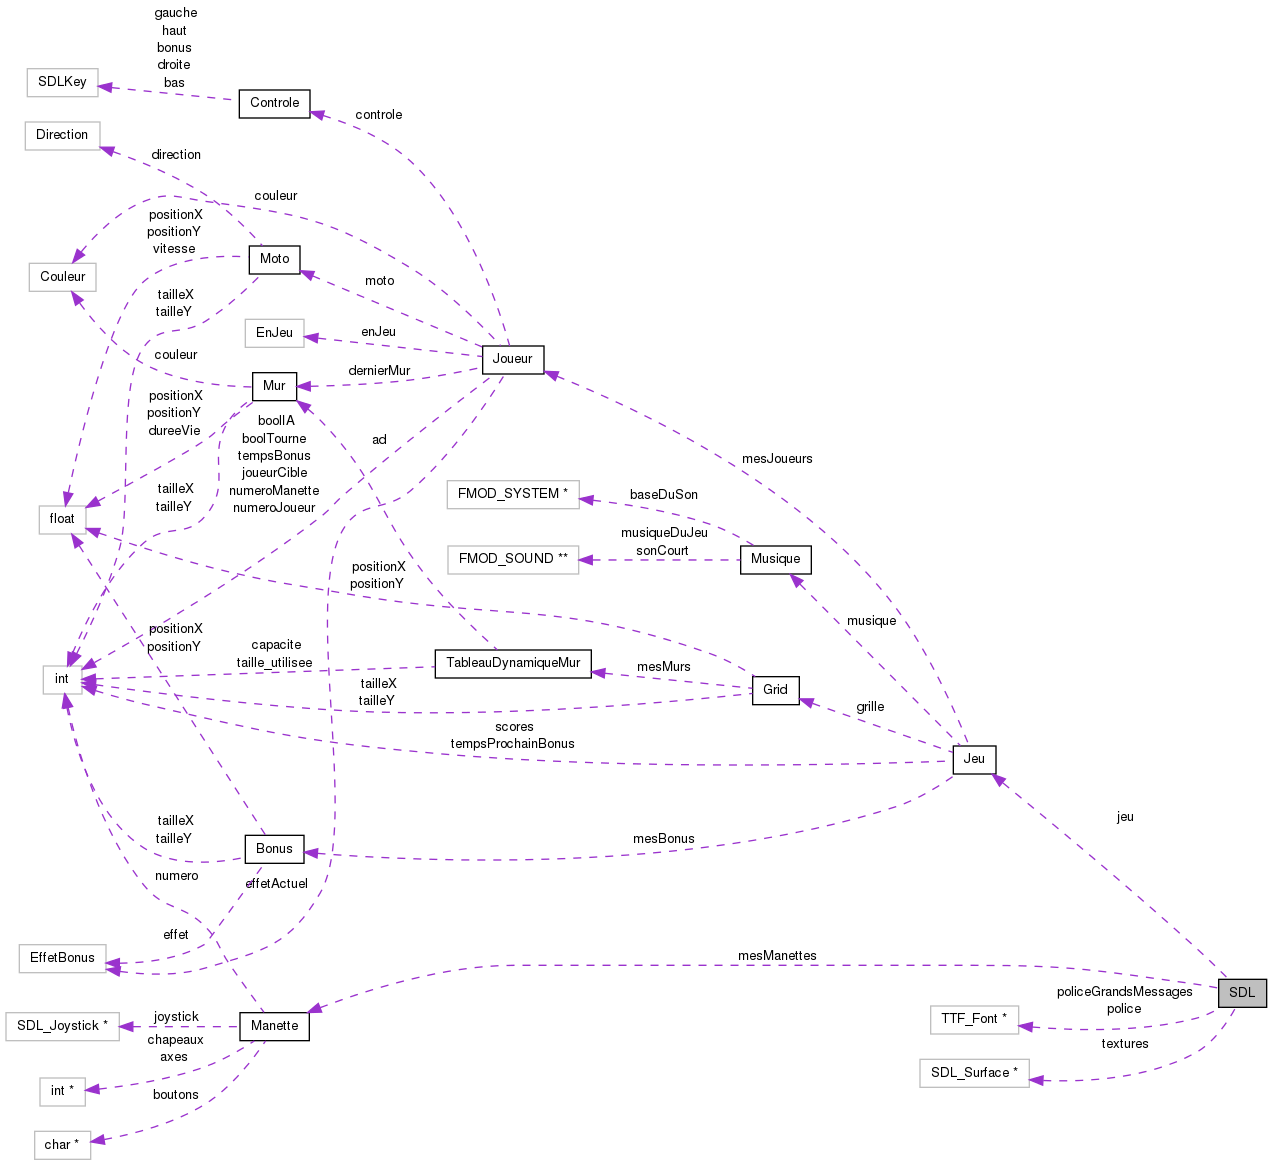 gauche
haut
bonus
droite
bas
SDLKey
Controle
controle
Direction
direction
couleur
positionX
positionY
vitesse
Moto
Couleur
moto
tailleX
tailleY
EnJeu
enJeu
Joueur
couleur
dernierMur
Mur
positionX
positionY
dureeVie
boolIA
boolTourne
tempsBonus
joueurCible
numeroManette
numeroJoueur
ad
mesJoueurs
tailleX
tailleY
FMOD_SYSTEM *
baseDuSon
float
musiqueDuJeu
sonCourt
FMOD_SOUND **
Musique
positionX
positionY
positionX
positionY
musique
capacite
taille_utilisee
TableauDynamiqueMur
mesMurs
int
tailleX
tailleY
Grid
grille
scores
tempsProchainBonus
Jeu
jeu
tailleX
tailleY
Bonus
mesBonus
numero
effetActuel
effet
EffetBonus
mesManettes
SDL
policeGrandsMessages
police
TTF_Font *
joystick
SDL_Joystick *
Manette
chapeaux
axes
textures
SDL_Surface *
int *
boutons
char *